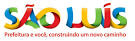 SÃO LUÍS
Prefeitura e você, construindo um novo caminho